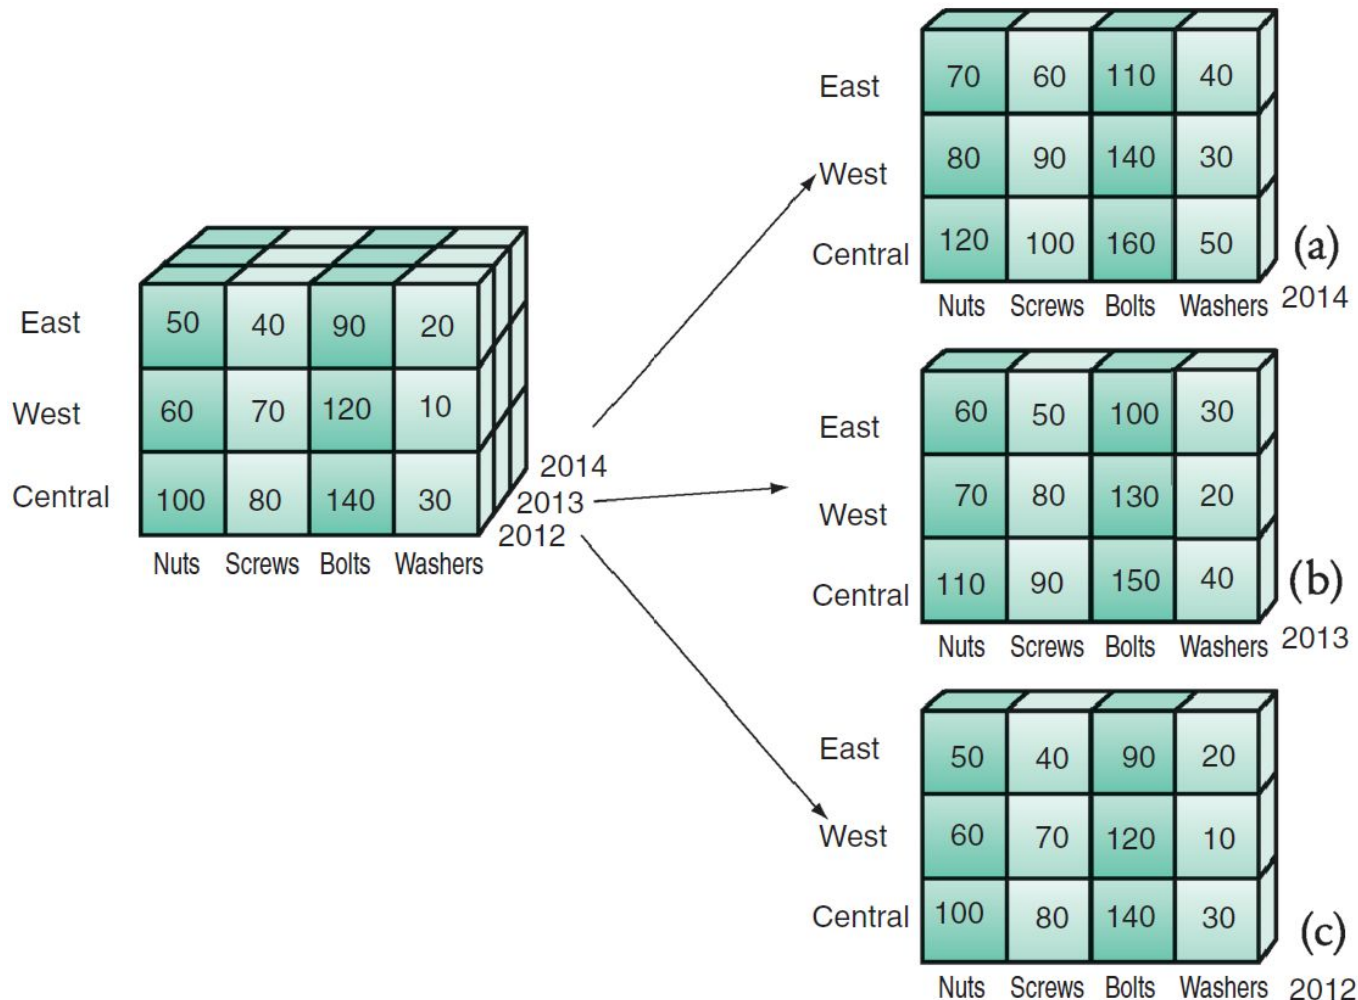 East 50 40 90 20
West 60 70 120 10
Central 100 80 140 30
Nuts Screws Bolts Washers
2014
2013
2012
East 70 60 110 40
West 80 90 140 30
Central 120 100 160 50
(a)
Nuts Screws Bolts Washers 2014
East 60 50 100 30
West 70 80 130 20
Central 110 90 150 40
(b)
Nuts Screws Bolts Washers 2013
East 50 40 90 20
West 60 70 120 10
Central 100 80 140 30
(c)
Nuts Screws Bolts Washers 2012